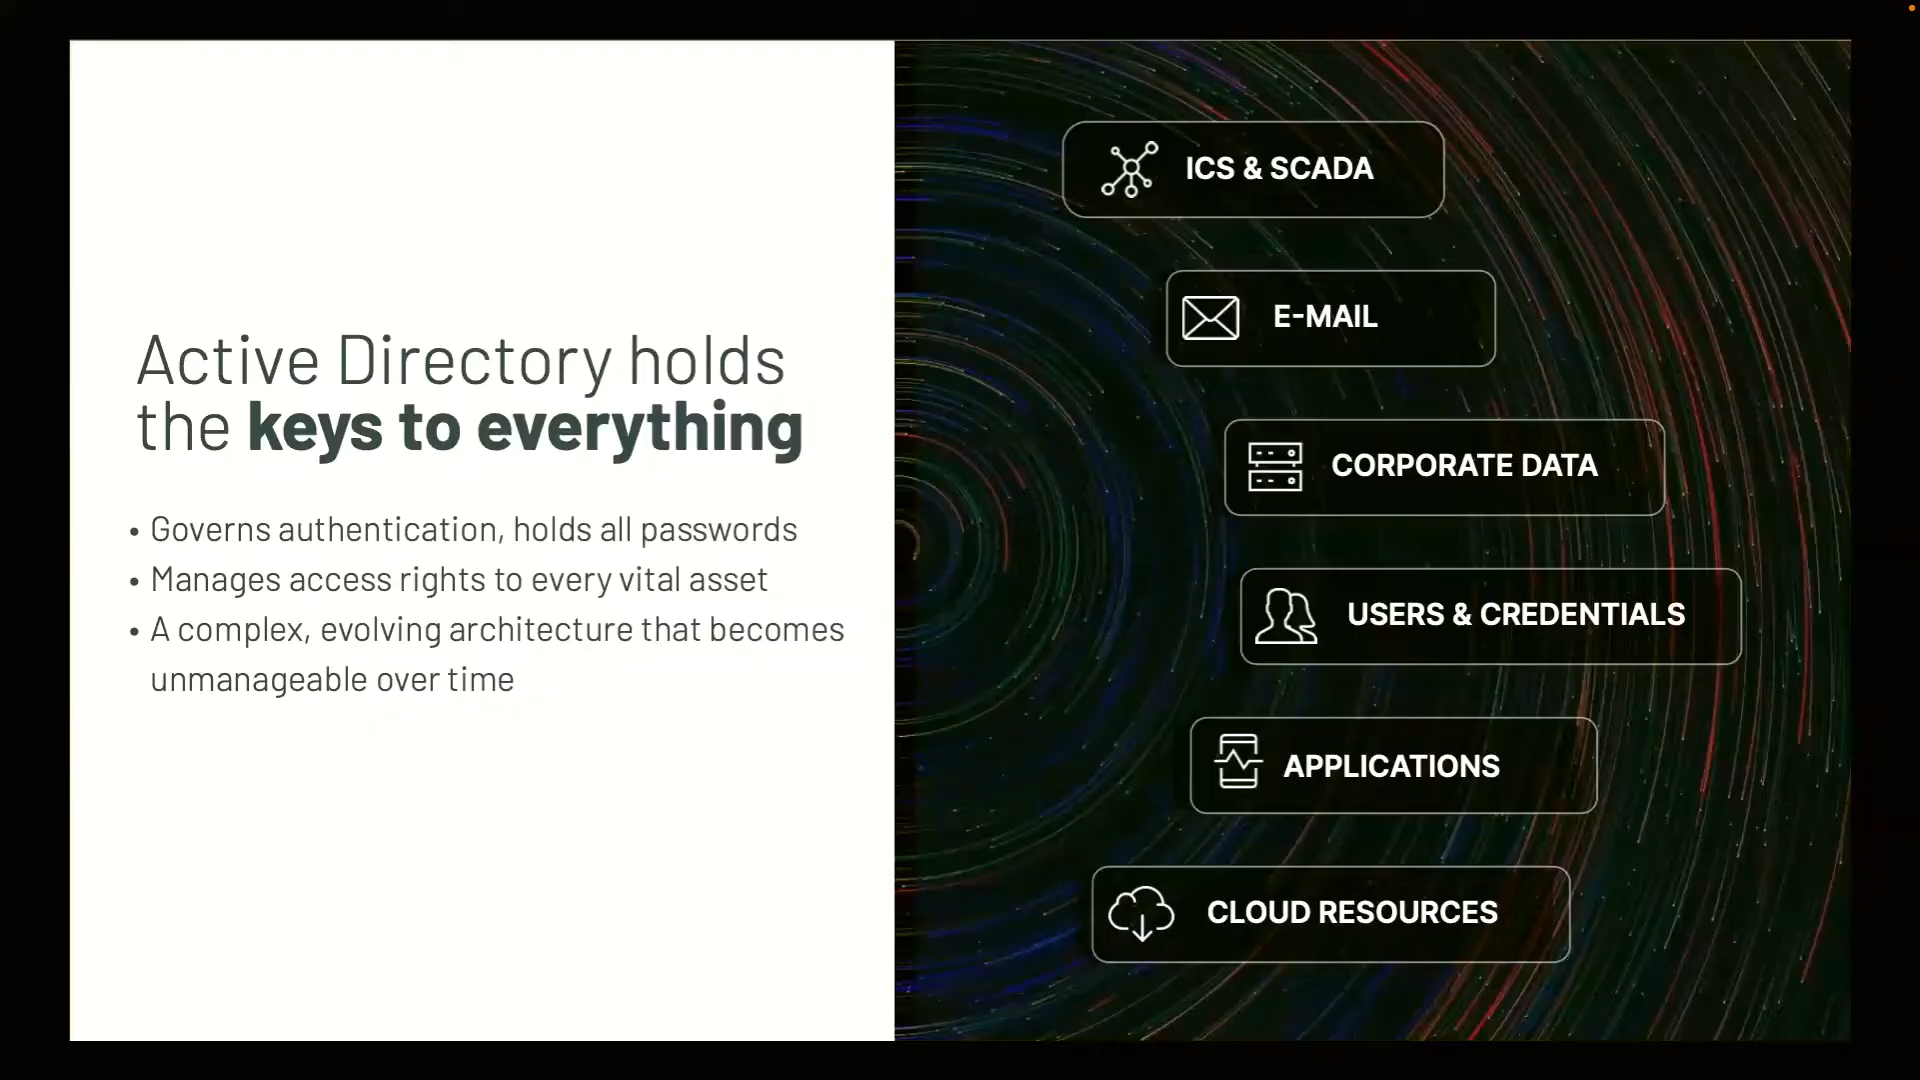 Active Directory holds
the keys to everything
• Governs authentication, holds all passwords
• Manages access rights to every vital asset
• A complex, evolving architecture that becomes
unmanageable over time
ICS & SCADA
E-MAIL
CORPORATE DATA
USERS & CREDENTIALS
APPLICATIONS
CLOUD RESOURCES